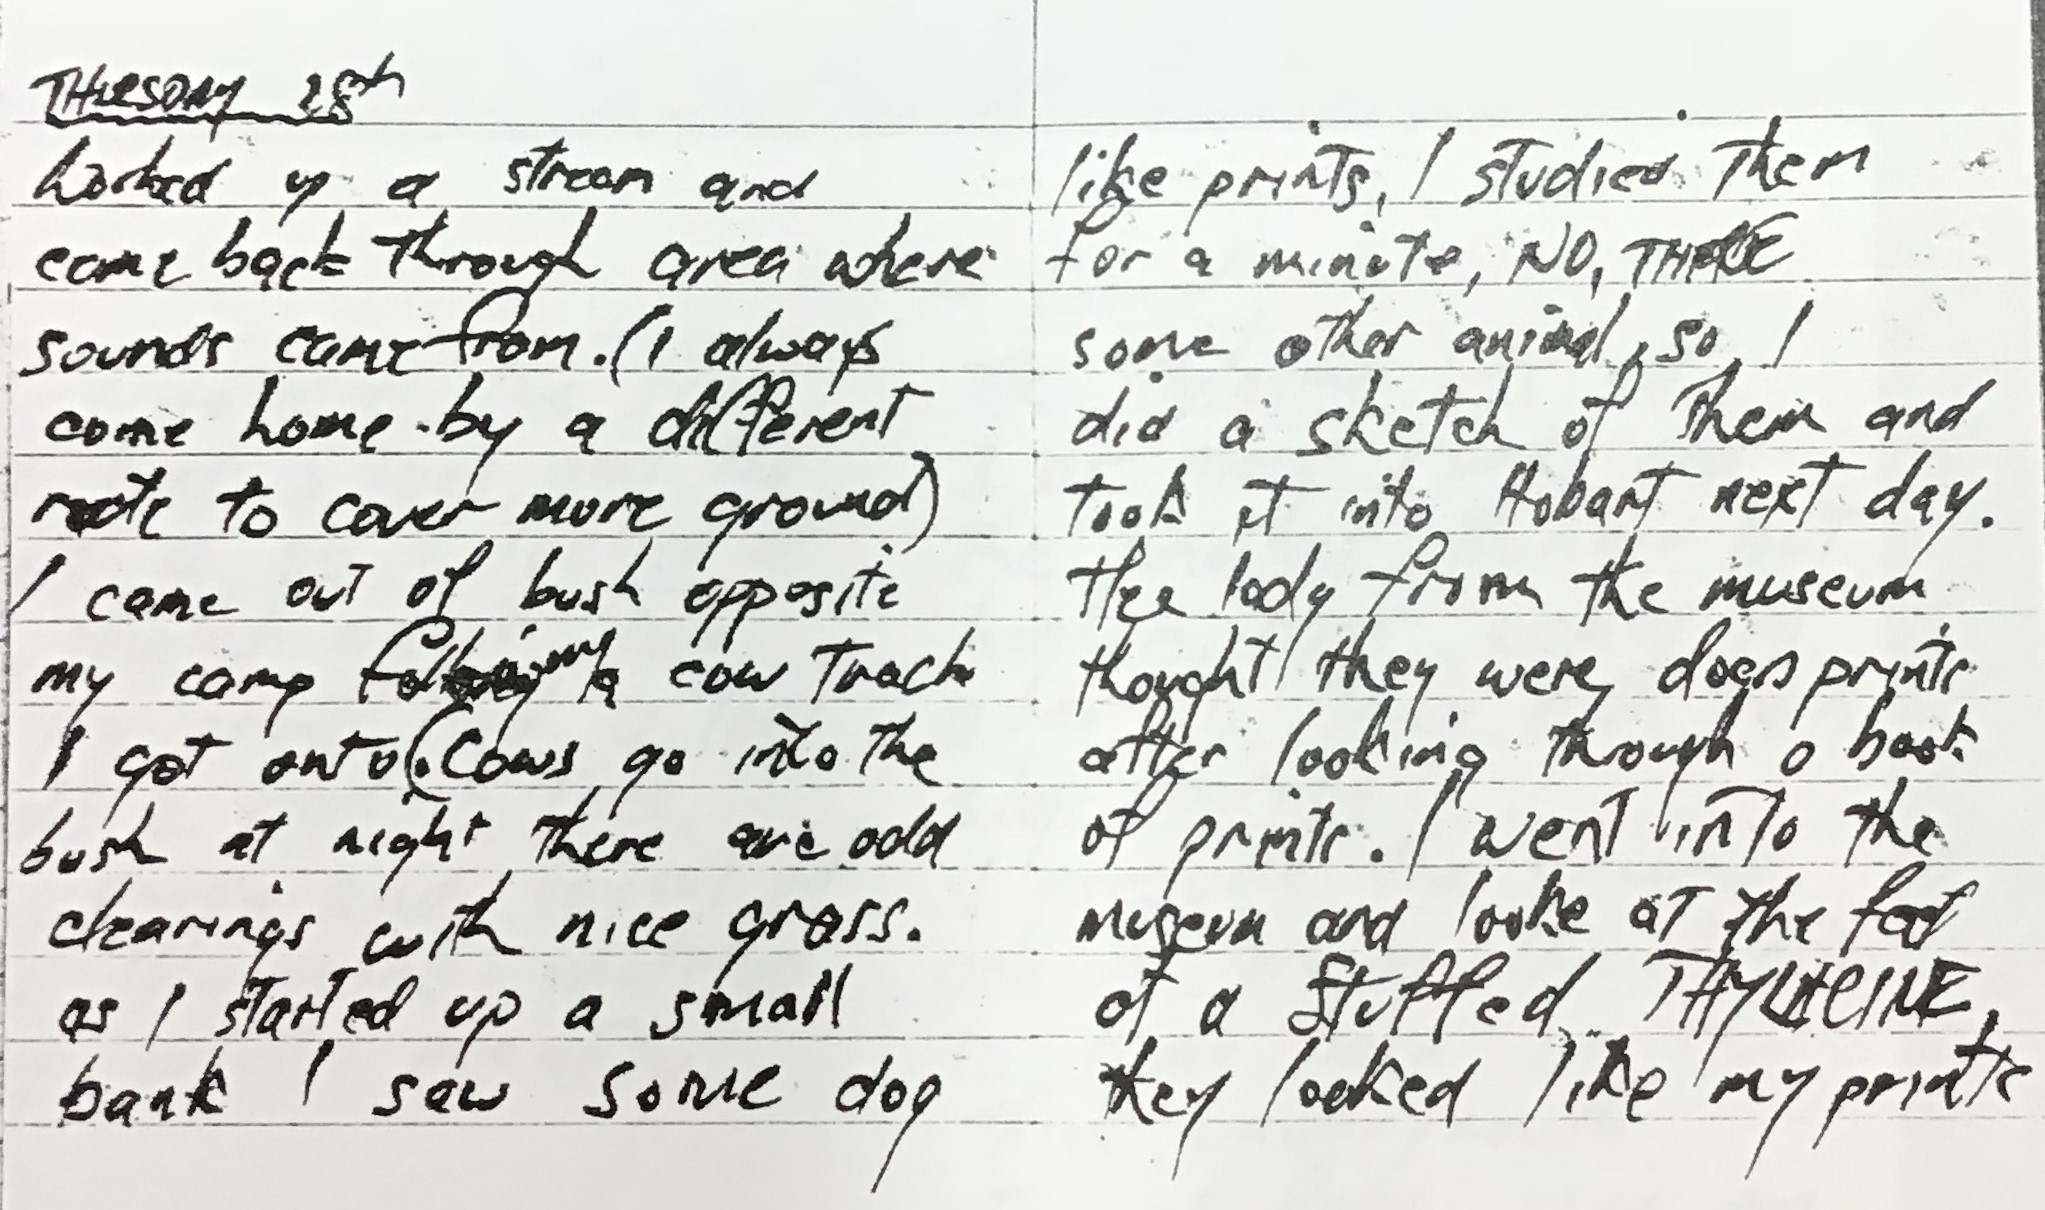 THURSDAY 28th
Worked up a stream and
came back through area where
sounds came from. (I always
come home by a different
route to cover more ground)
I came out of bush opposite
my camp a cow track
I got onto (Cows go into the
bush at night there are odd
clearings with nice grass.
as I started up a small
bank I saw some dog
like prints, I studied them
for a minute, NO, THERE
some other animal, so, I
did a sketch of them and
took it into Hobart next day.
thee lady from the museum
thought they were dogs prints
after looking through a book
of prints. I went into the
museum and looke at the foot
of a stuffed THYLACINE,
they looked like my prints